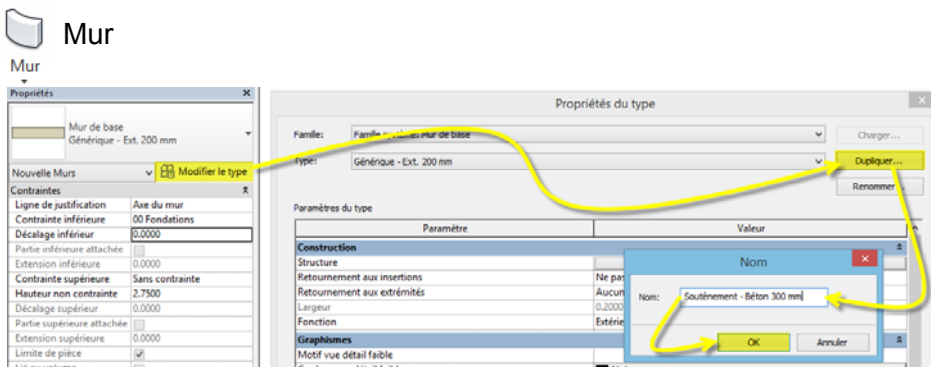 Mur
Mur
Propriétés
Mur de base
Générique - Ext. 200 mm
Nouvelle Murs
Modifier le type
Contraintes
Ligne de justification Axe du mur
Contrainte inférieure 00 Fondations
Décalage inférieur 0.0000
Partie inférieure attachée
Extension inférieure 0.0000
Contrainte supérieure Sans contrainte
Hauteur non contrainte 2.7500
Décalage supérieur 0.0000
Partie supérieure attachée
Extension supérieure 0.0000
Limite de pièce
Propriétés du type
Famille: Famille système: Mur de base Charger...
Type: Générique - Ext. 200 mm Dupliquer...
Renommer...
Paramètres du type
Paramètre Valeur
Construction
Structure
Retournement aux insertions Ne pas
Retournement aux extrémités Aucun
Largeur 0.2000
Fonction Extérie
Graphismes
Motif vue détail faible
Nom
Nom: Soutènement - Béton 300 mm
OK Annuler